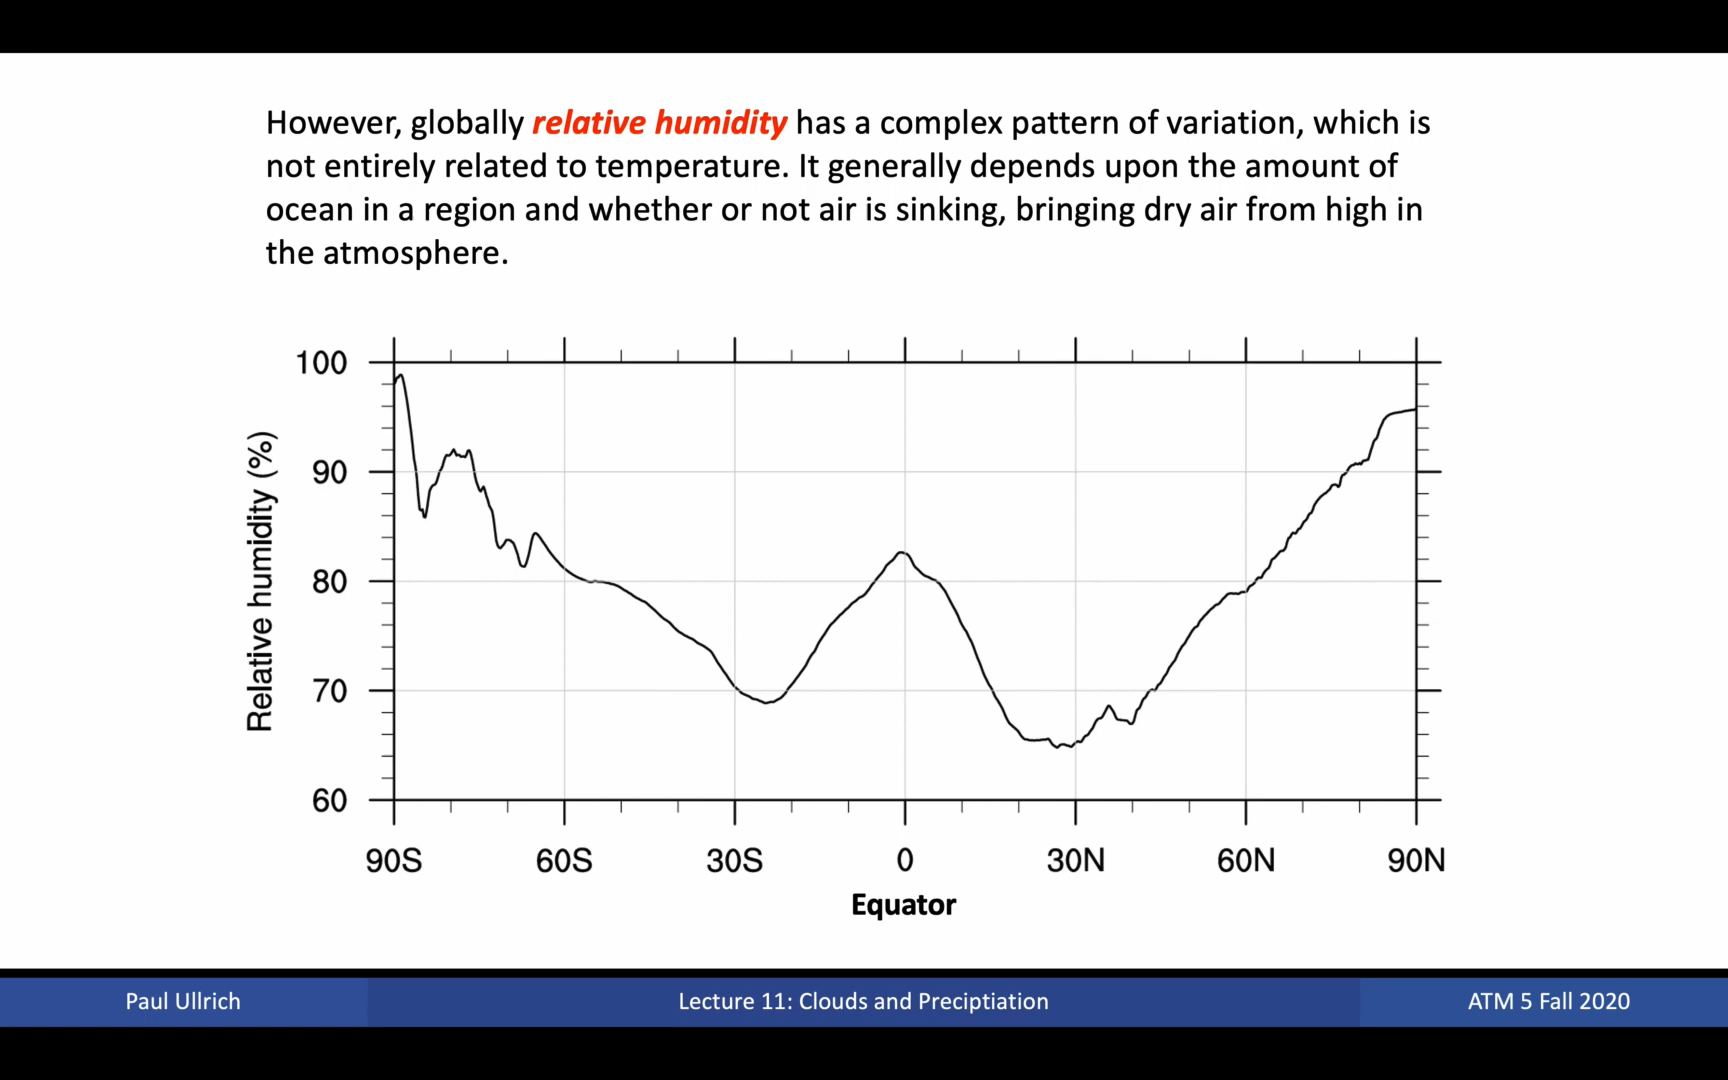 However, globally relative humidity has a complex pattern of variation, which is
not entirely related to temperature. It generally depends upon the amount of
ocean in a region and whether or not air is sinking, bringing dry air from high in
the atmosphere.
Relative humidity (%)
100
90
80
70
60
90S 60S 30S 0 30N 60N 90N
Equator
Paul Ullrich Lecture 11: Clouds and Preciptiation ATM 5 Fall 2020